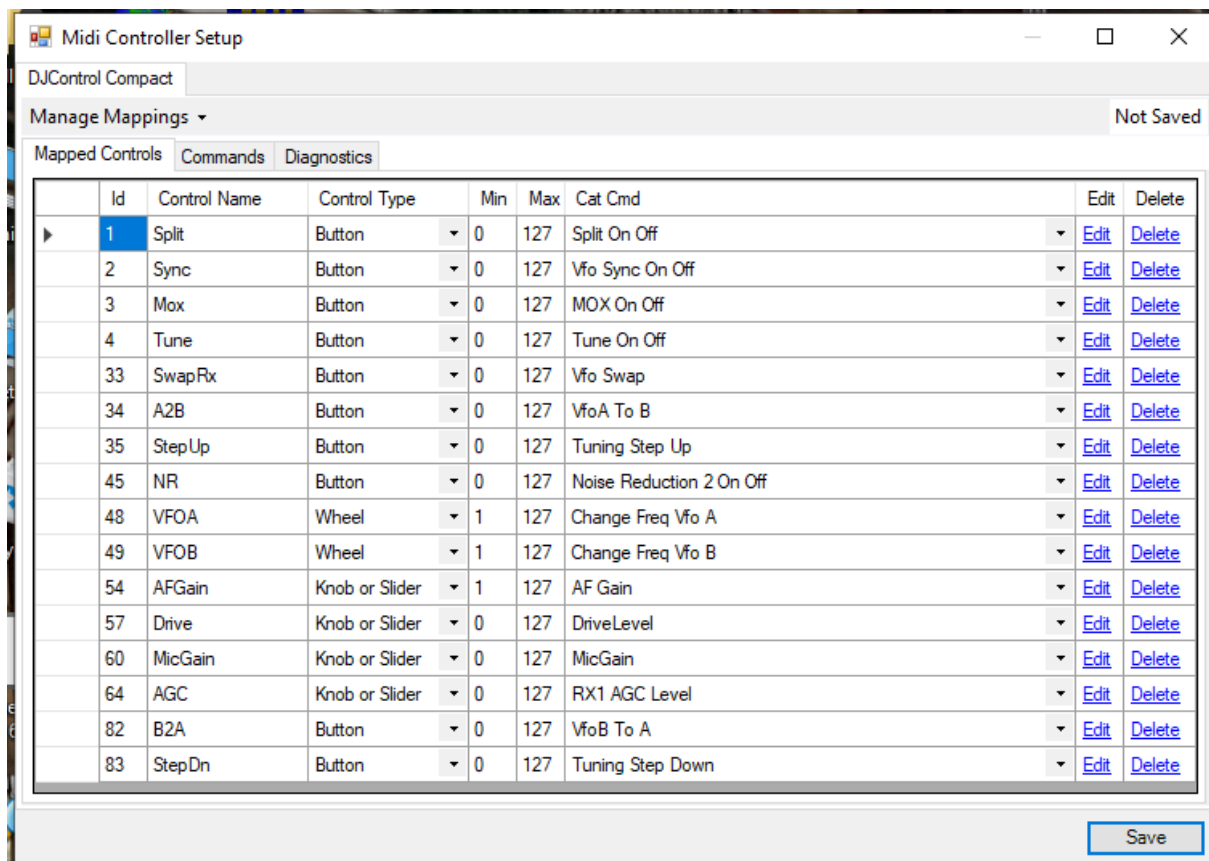 Midi Controller Setup
DJControl Compact
Manage Mappings Not Saved
Mapped Controls Commands Diagnostics
Id Control Name Control Type Min Max Cat Cmd Edit Delete
1 Split Button 0 127 Split On Off Edit Delete
2 Sync Button 0 127 Vfo Sync On Off Edit Delete
3 Mox Button 0 127 MOX On Off Edit Delete
4 Tune Button 0 127 Tune On Off Edit Delete
33 SwapRx Button 0 127 Vfo Swap Edit Delete
34 A2B Button 0 127 VfoA To B Edit Delete
35 StepUp Button 0 127 Tuning Step Up Edit Delete
45 NR Button 0 127 Noise Reduction 2 On Off Edit Delete
48 VFOA Wheel 1 127 Change Freq Vfo A Edit Delete
49 VFOB Wheel 1 127 Change Freq Vfo B Edit Delete
54 AFGain Knob or Slider 1 127 AF Gain Edit Delete
57 Drive Knob or Slider 0 127 DriveLevel Edit Delete
60 MicGain Knob or Slider 0 127 MicGain Edit Delete
64 AGC Knob or Slider 0 127 RX1 AGC Level Edit Delete
82 B2A Button 0 127 VfoB To A Edit Delete
83 StepDn Button 0 127 Tuning Step Down Edit Delete
Save